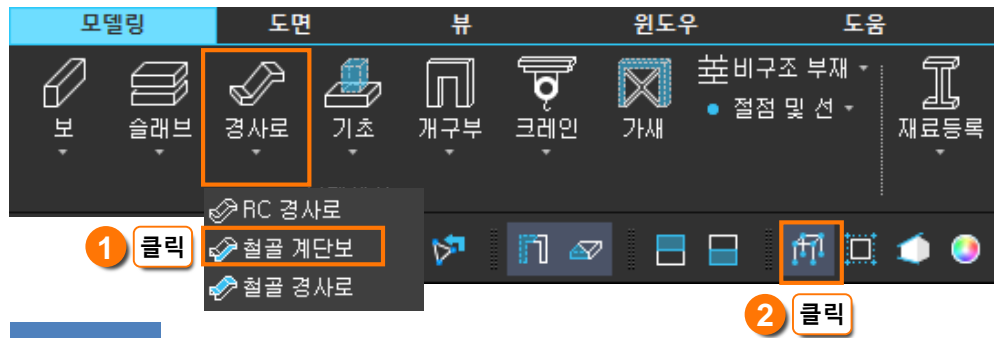 모델링 도면 뷰 윈도우 도움
보 슬래브 경사로 기초 개구부 크레인 가새 비구조 부재 절점 및 선 재료등록
RC 경사로
1 클릭 철골 계단보
철골 경사로
2 클릭